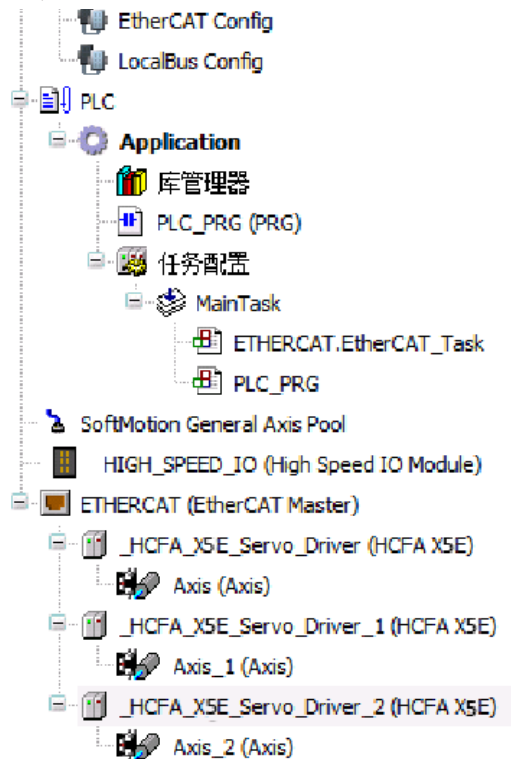 EtherCAT Config
LocalBus Config
PLC
Application
库管理器
PLC_PRG (PRG)
任务配置
MainTask
ETHERCAT.EtherCAT_Task
PLC_PRG
SoftMotion General Axis Pool
HIGH_SPEED_IO (High Speed IO Module)
ETHERCAT (EtherCAT Master)
_HCFA_X5E_Servo_Driver (HCFA X5E)
Axis (Axis)
_HCFA_X5E_Servo_Driver_1 (HCFA X5E)
Axis_1 (Axis)
_HCFA_X5E_Servo_Driver_2 (HCFA X5E)
Axis_2 (Axis)